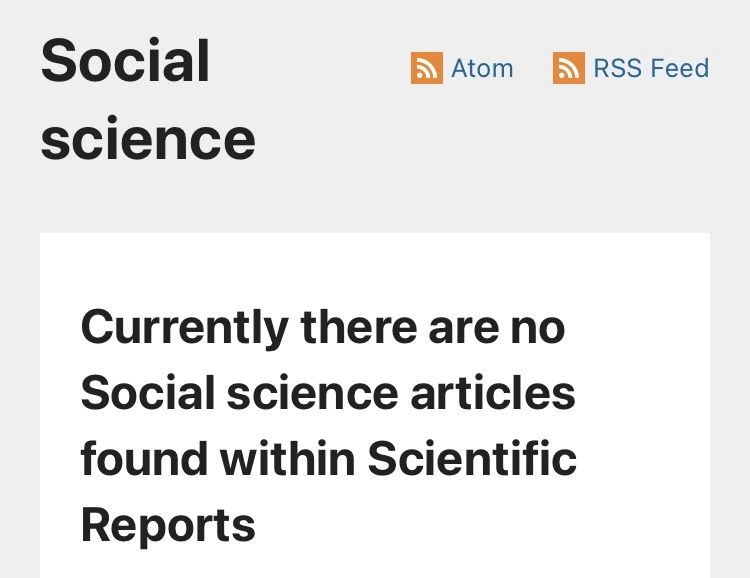 Social
science
Atom
RSS Feed
Currently there are no
Social science articles
found within Scientific
Reports